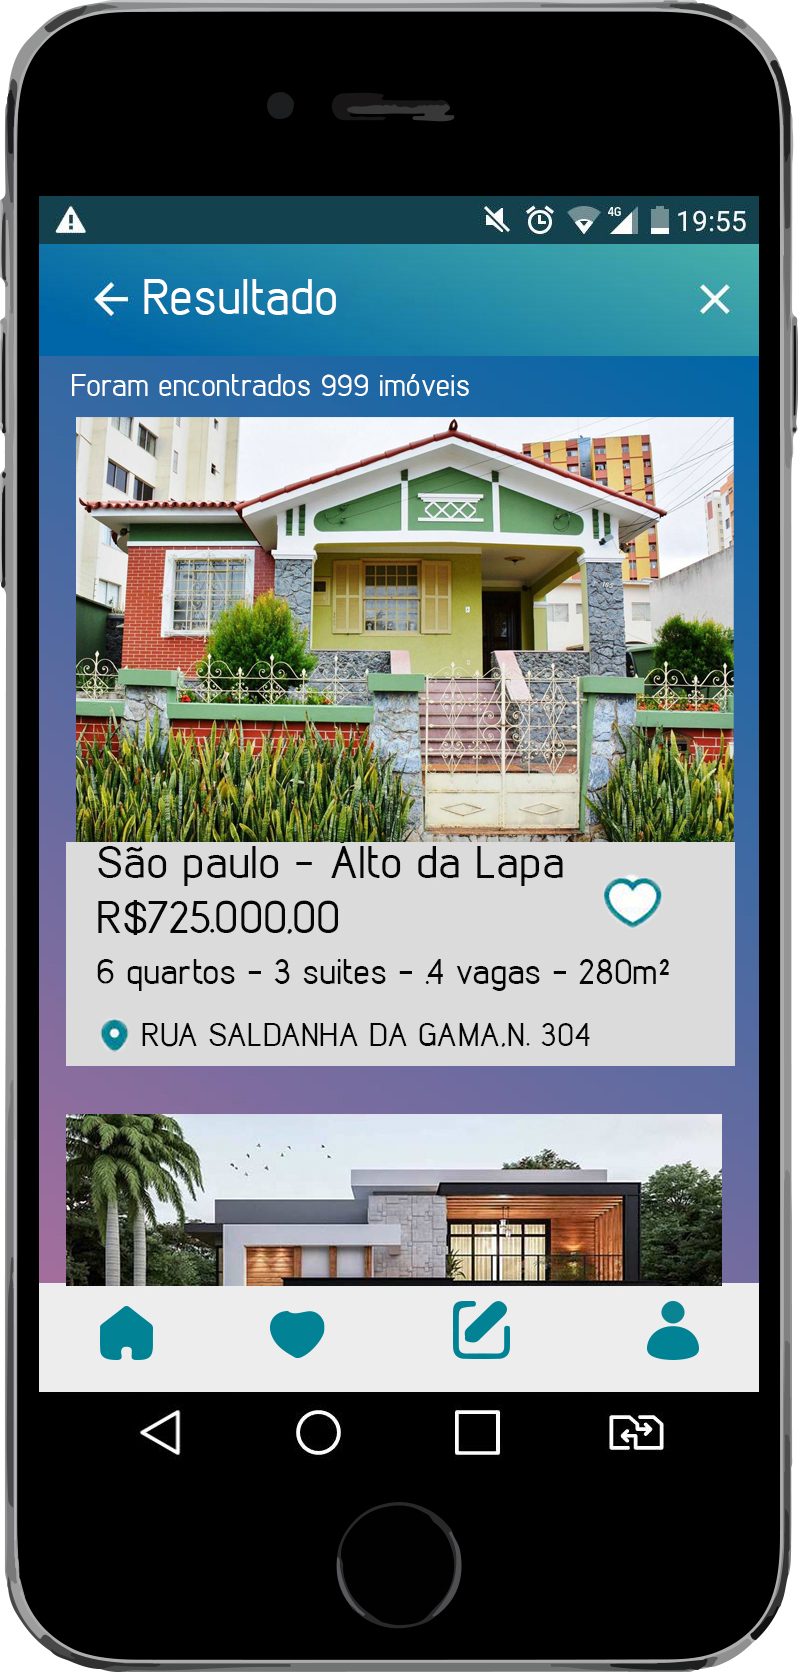 4G 19:55
Resultado
Foram encontrados 999 imóveis
São paulo - Alto da Lapa
R$725.000,00
6 quartos - 3 suites - .4 vagas - 280m²
RUA SALDANHA DA GAMA,N. 304